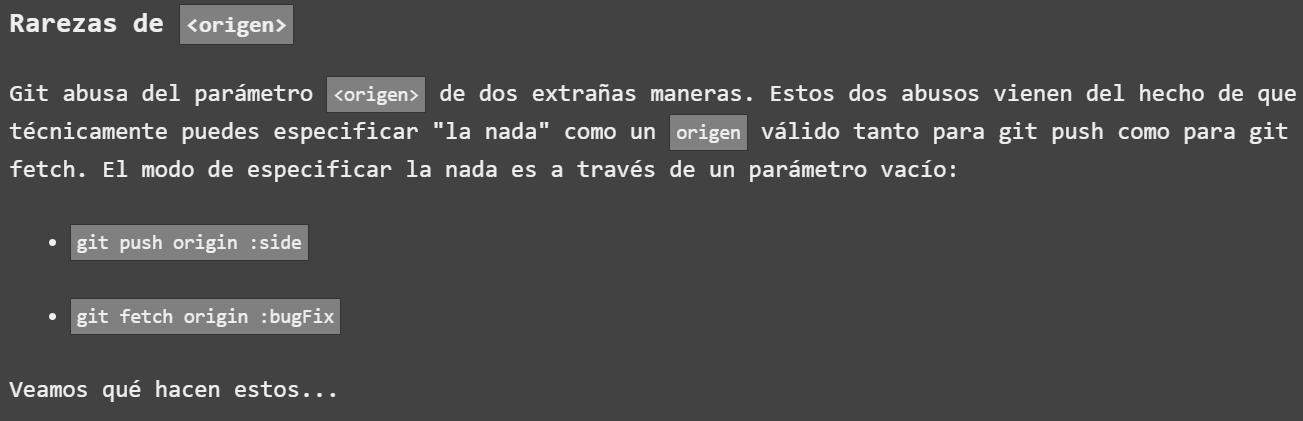 Rarezas de <origen>
Git abusa del parámetro <origen> de dos extrañas maneras. Estos dos abusos vienen del hecho de que
técnicamente puedes especificar "la nada" como un origen válido tanto para git push como para git
fetch. El modo de especificar la nada es a través de un parámetro vacío:
• git push origin :side
• git fetch origin :bugFix
Veamos qué hacen estos...